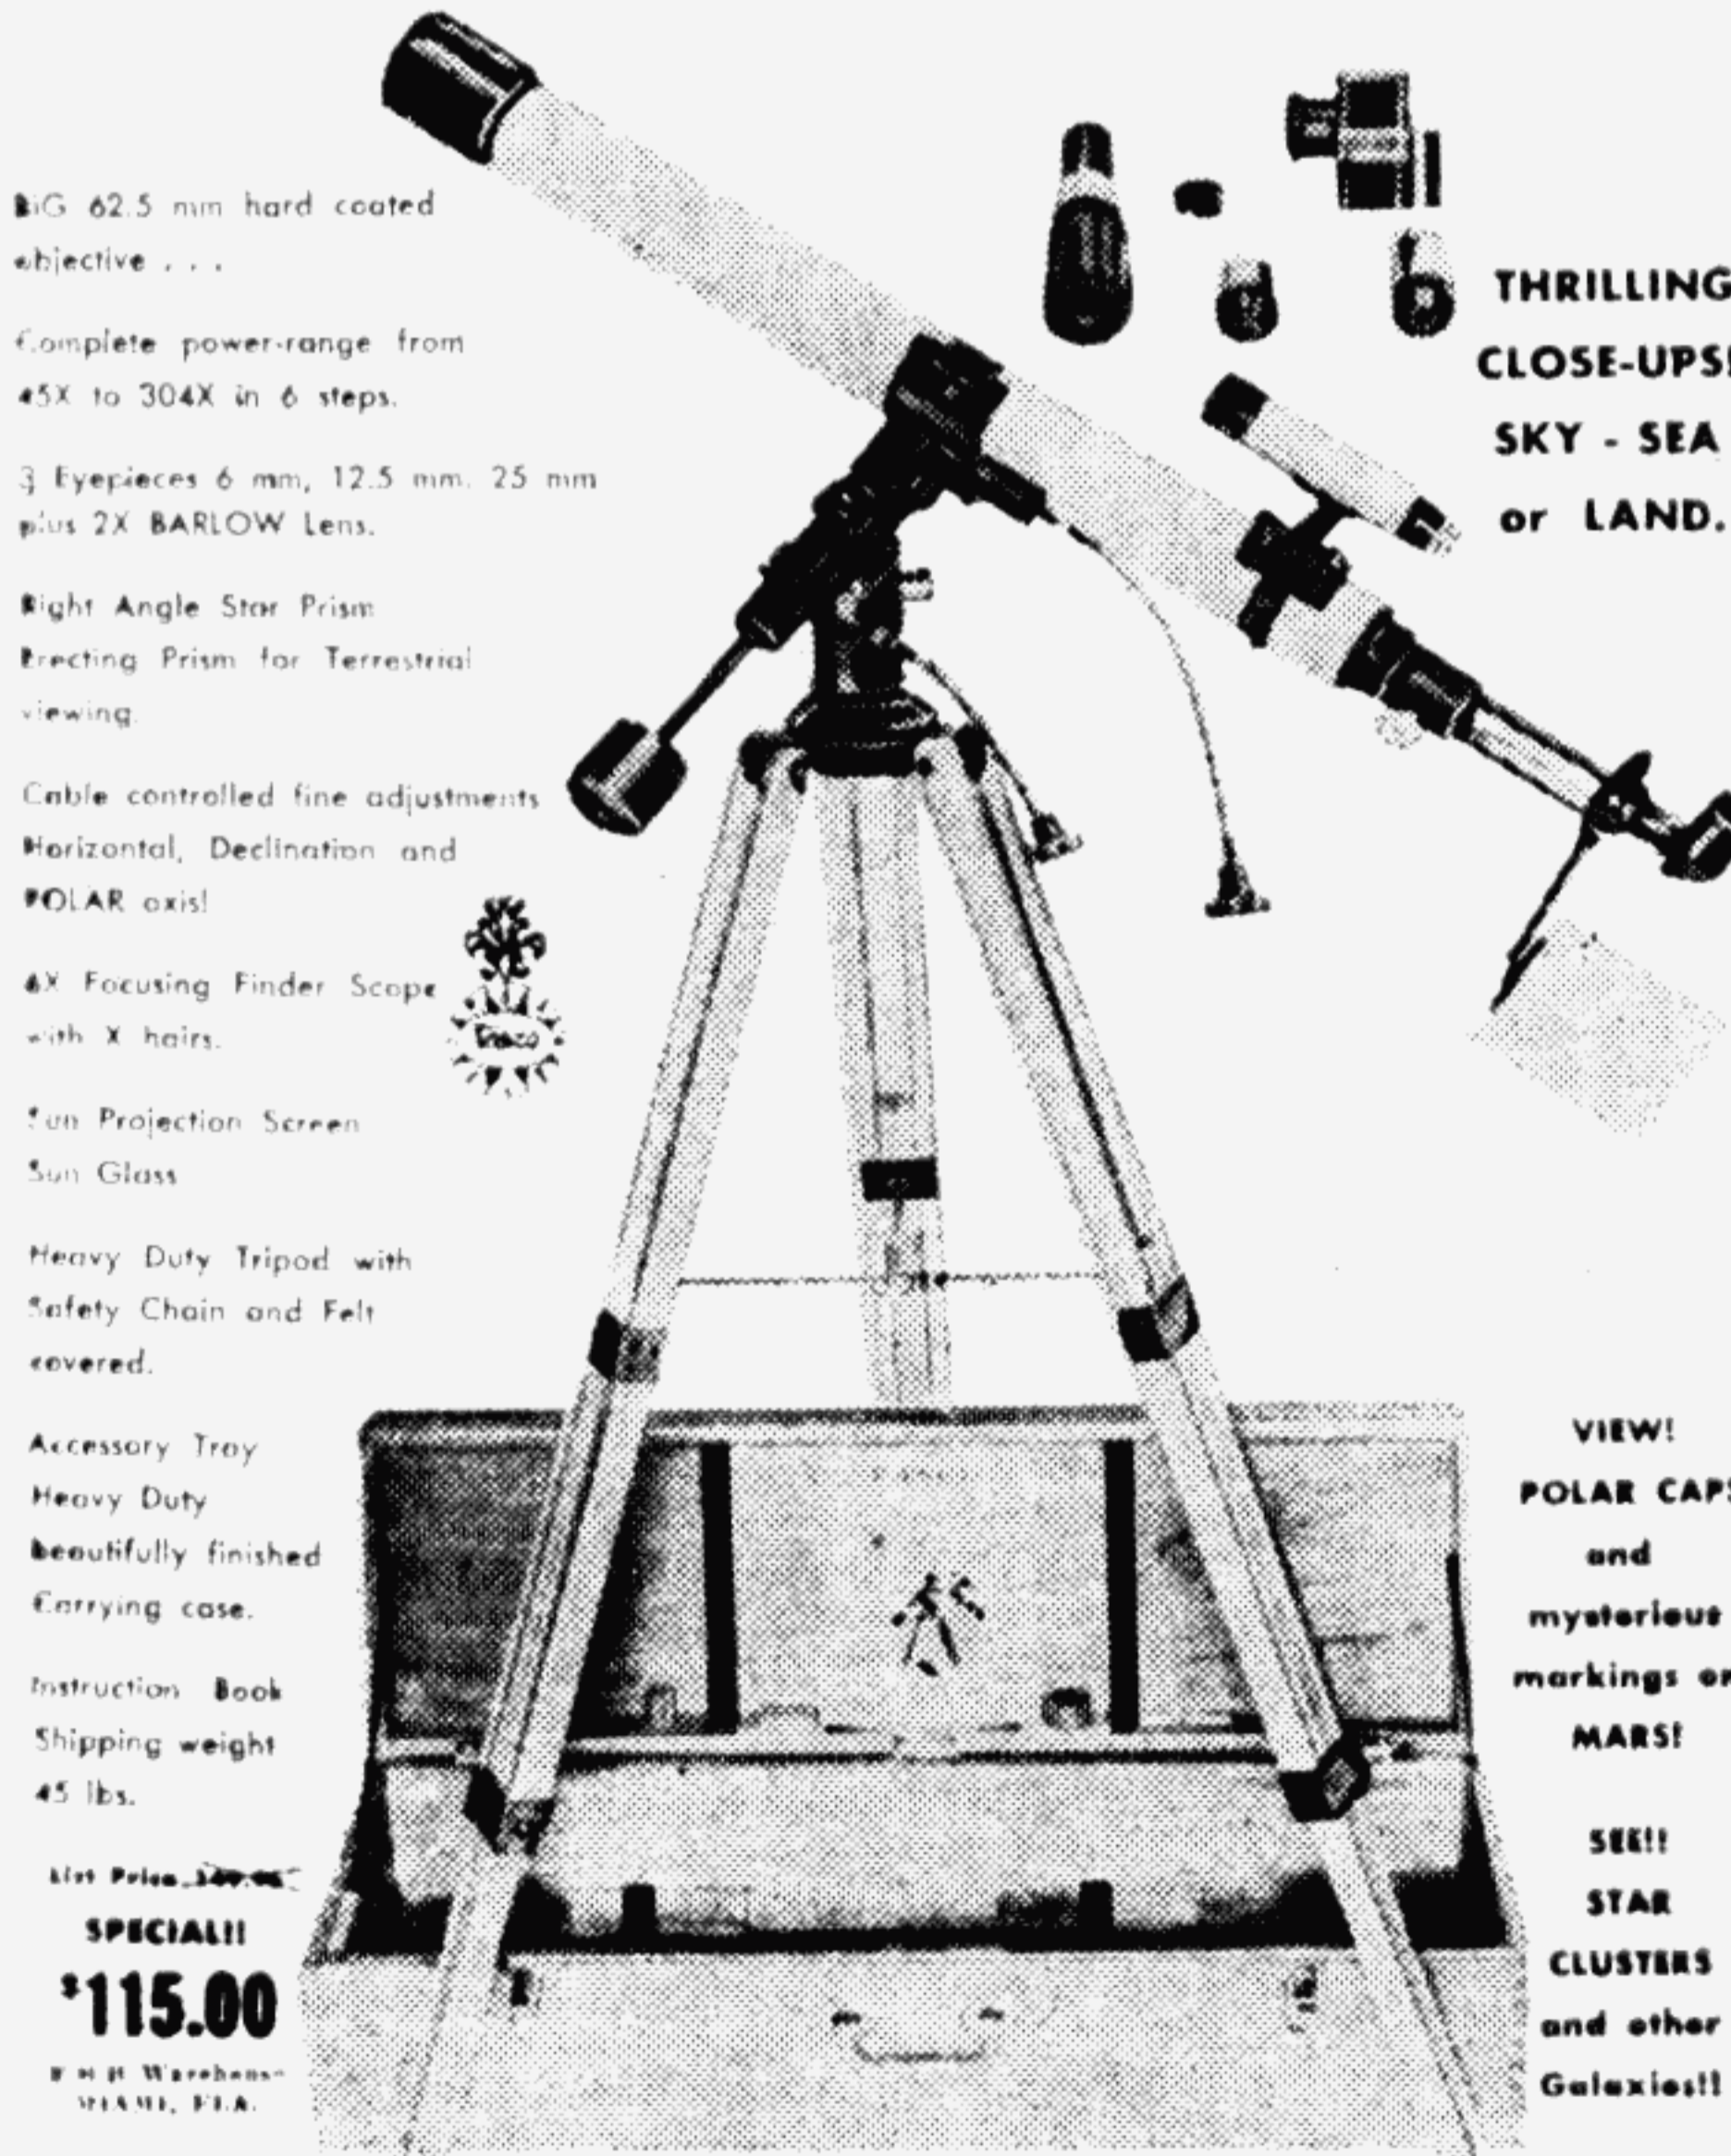 BiG 62.5 mm hard coated
objective . . .
Complete power-range from
45X to 304X in 6 steps.
3 Eyepieces 6 mm, 12.5 mm. 25 mm
plus 2X BARLOW Lens.
Right Angle Star Prism
Erecting Prism for Terrestrial
viewing.
Cable controlled fine adjustments
Horizontal, Declination and
POLAR axis!
6X Focusing Finder Scope
with X hairs.
Sun Projection Screen
Sun Glass
Heavy Duty Tripod with
Safety Chain and Felt
covered.
Accessory Tray
Heavy Duty
beautifully finished
Carrying case.
Instruction Book
Shipping weight
45 lbs.
List Price
SPECIAL!!
$115.00
Warehouse
MIAMI, FLA.
THRILLING
CLOSE-UPS!
SKY - SEA
or LAND.
VIEW!
POLAR CAPS
and
mysterious
markings on
MARS!
SEE!!
STAR
CLUSTERS
and other
Galaxies!!